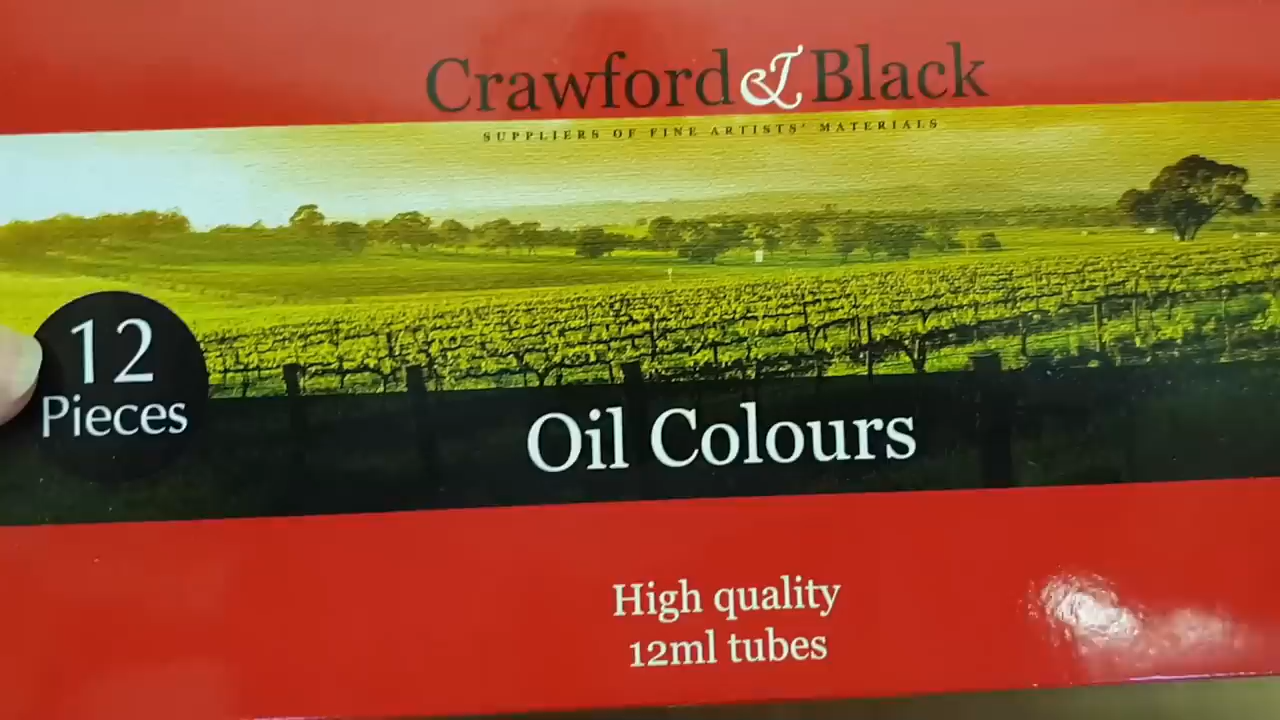 Crawford & Black
SUPPLIERS OF FINE ARTISTS' MATERIALS
12
Pieces
Oil Colours
High quality
12ml tubes